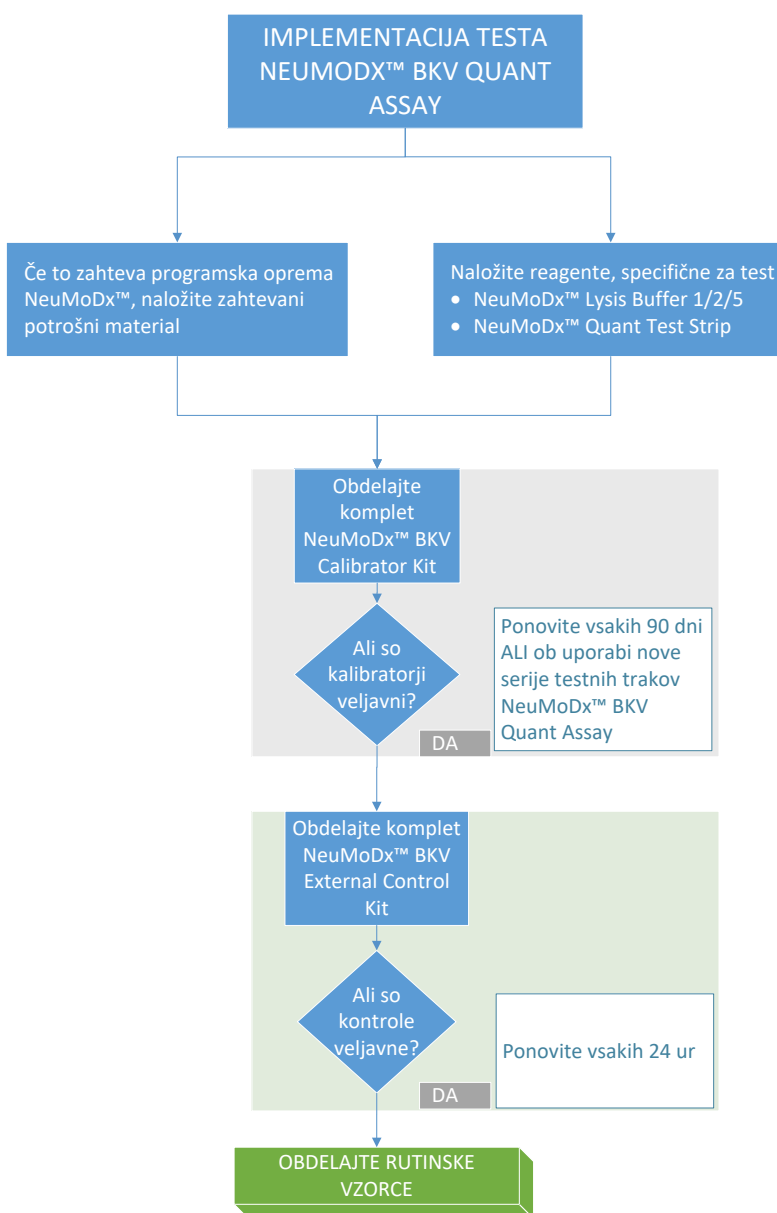 IMPLEMENTACIJA TESTA
NEUMODX™ BKV QUANT
ASSAY
Če to zahteva programska oprema
NeuMoDx™, naložite zahtevani
potrošni material
Naložite reagente, specifične za test
• NeuMoDx™ Lysis Buffer 1/2/5
• NeuMoDx™ Quant Test Strip
Obdelajte
komplet
NeuMoDx™ BKV
Calibrator Kit
Ali so
kalibratorji
veljavni?
Ponovite vsakih 90 dni
ALI ob uporabi nove
serije testnih trakov
NeuMoDx™ BKV
Quant Assay
DA
Obdelajte komplet
NeuMoDx™ BKV
External Control
Kit
Ali so
kontrole
veljavne?
Ponovite vsakih 24 ur
DA
OBDELAJTE RUTINSKE
VZORCE